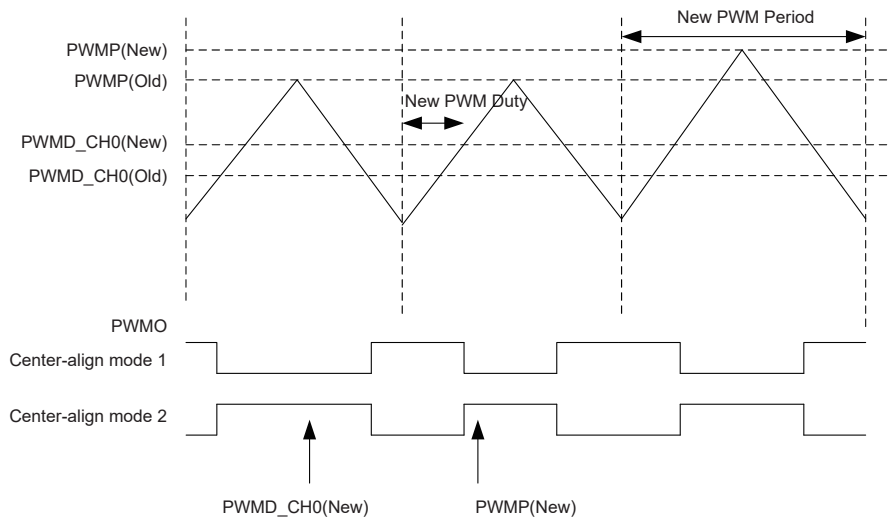 New PWM Period
PWMP(New)
PWMP(Old)
New PWM Duty
PWMD_CH0(New)
PWMD_CH0(Old)
PWMO
Center-align mode 1
Center-align mode 2
PWMD_CH0(New)
PWMP(New)